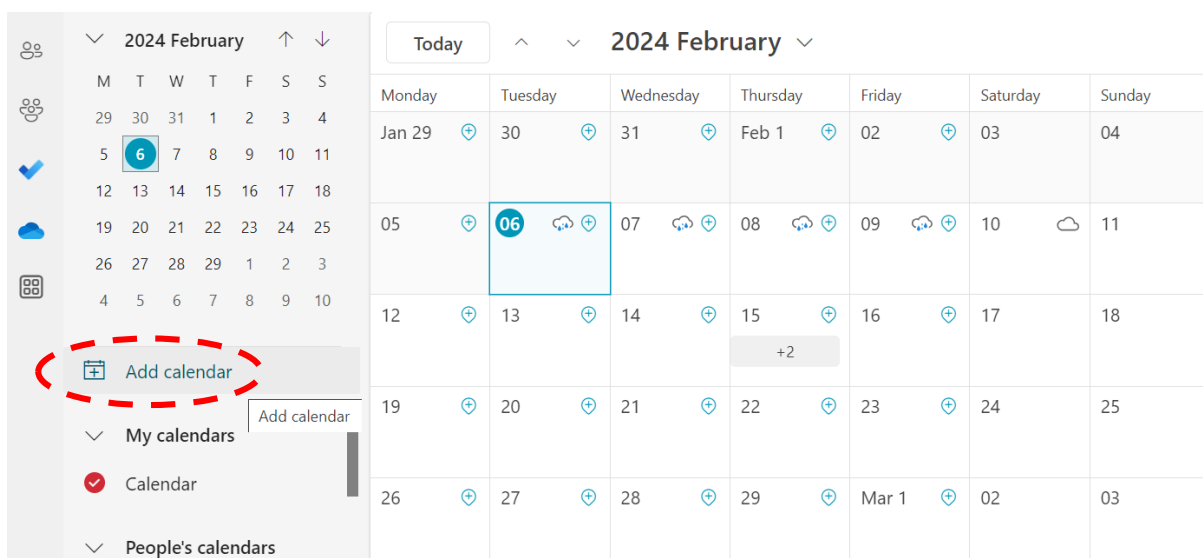 2024 February
M T W T F S S
29 30 31 1 2 3 4
5 6 7 8 9 10 11
12 13 14 15 16 17 18
19 20 21 22 23 24 25
26 27 28 29 1 2 3
4 5 6 7 8 9 10
Add calendar
Add calendar
My calendars
Calendar
People's calendars
Today 2024 February
Monday Tuesday Wednesday Thursday Friday Saturday Sunday
Jan 29 30 31 Feb 1 02 03 04
05 06 07 08 09 10 11
12 13 14 15 16 17 18
+2
19 20 21 22 23 24 25
26 27 28 29 Mar 1 02 03